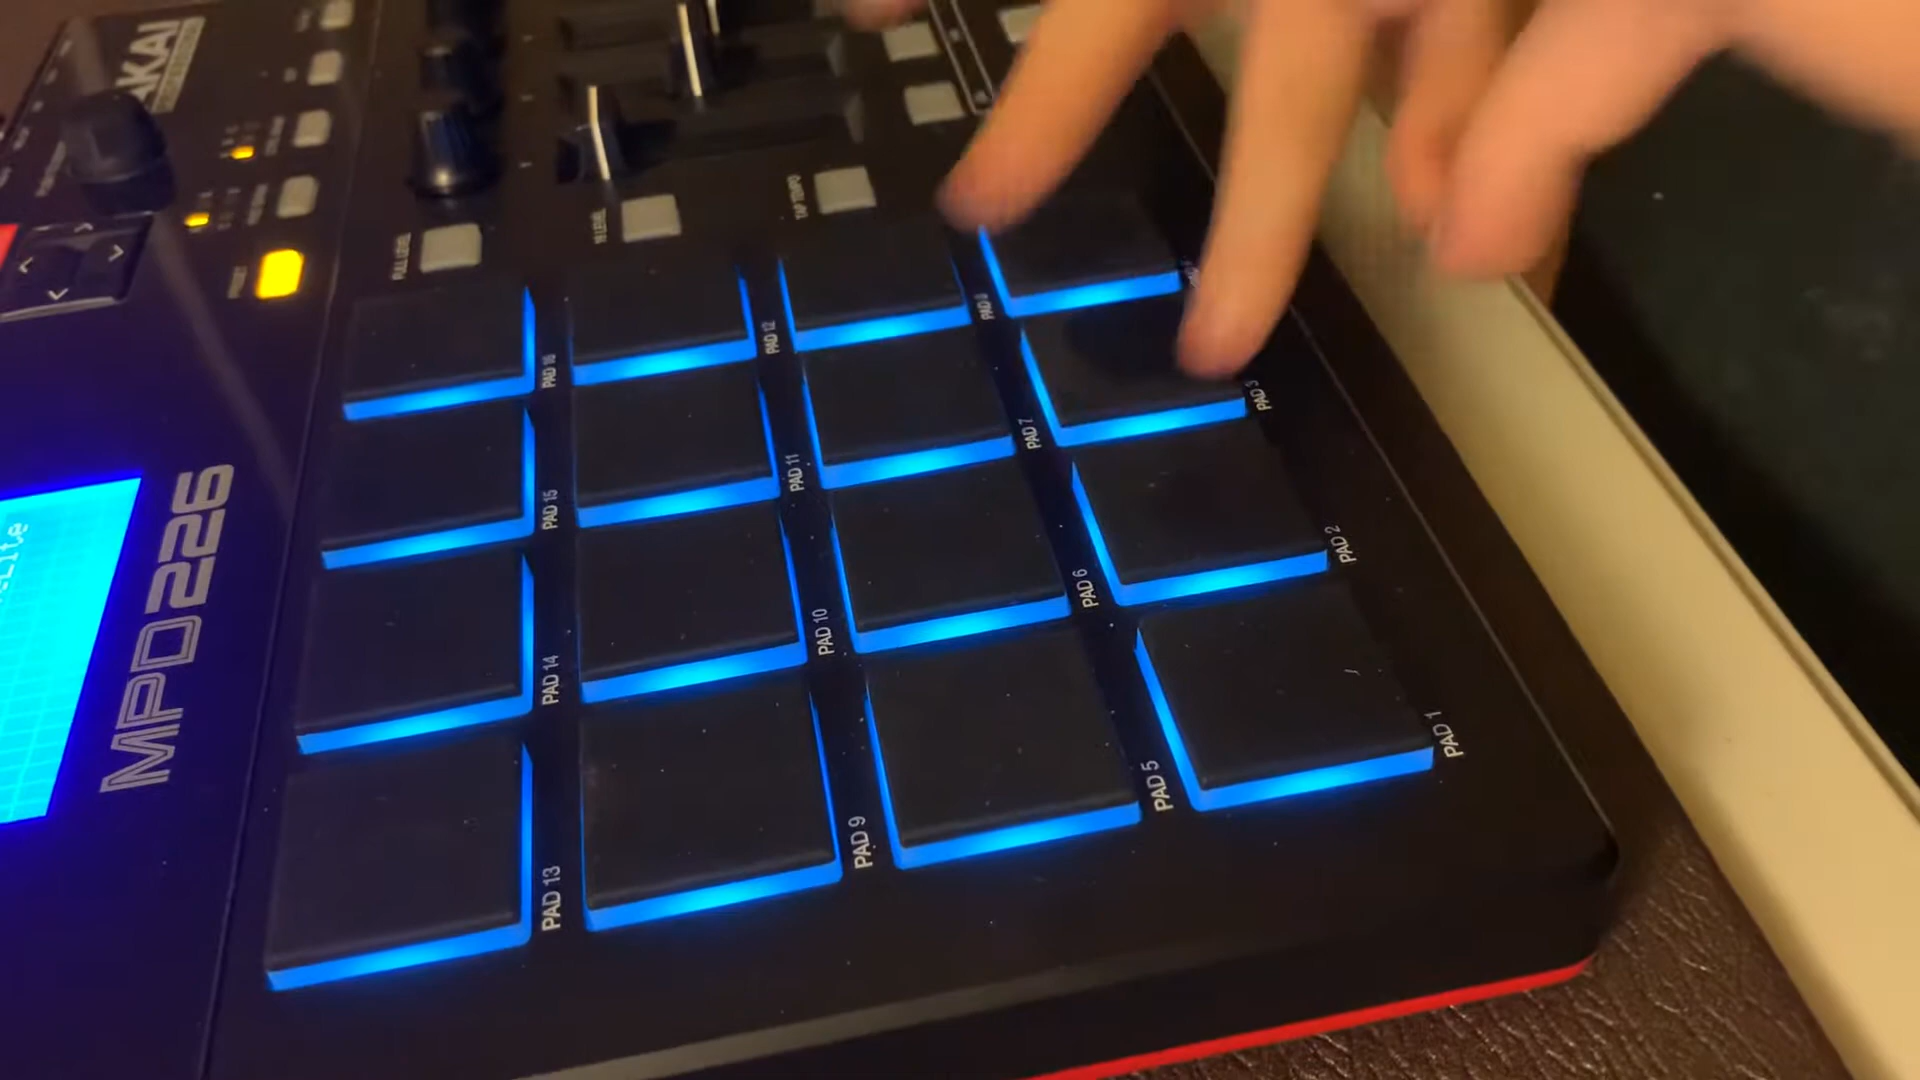 AKAI
MPD226
FULL LEVEL
16 LEVEL
TAP TEMPO
PAD 16
PAD 12
PAD 8
PAD 15
PAD 11
PAD 7
PAD 3
PAD 14
PAD 10
PAD 6
PAD 2
PAD 13
PAD 9
PAD 5
PAD 1